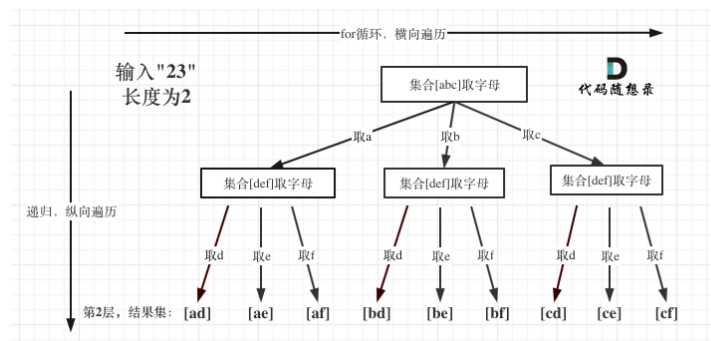 for循环，横向遍历
输入"23"
长度为2
集合[abc]取字母
代码随想录
取a
取b
取c
集合[def]取字母
集合[def]取字母
集合[def]取字母
递归，纵向遍历
取d
取e
取f
取d
取e
取f
取d
取e
取f
第2层，结果集：
[ad]
[ae]
[af]
[bd]
[be]
[bf]
[cd]
[ce]
[cf]